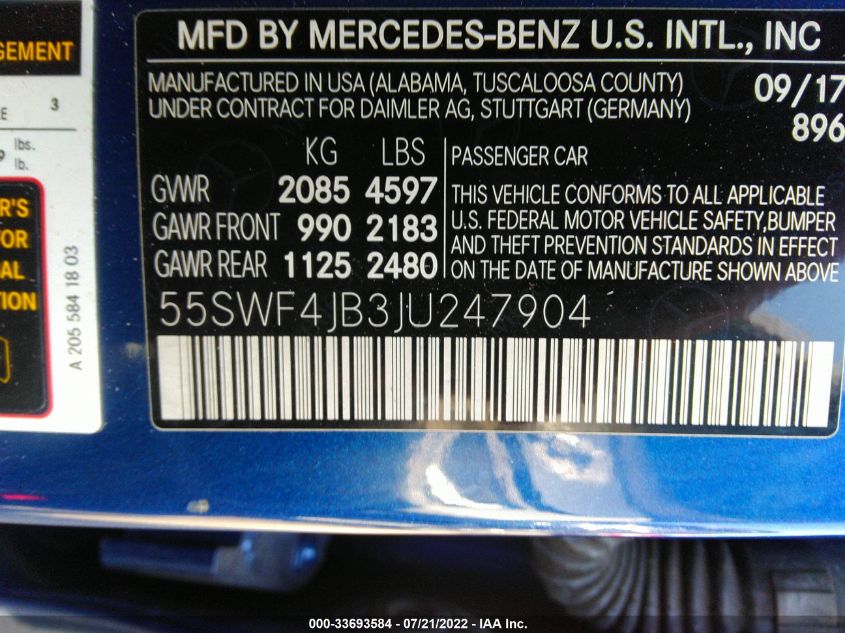 GEMENT
3
lbs.
lb.
R'S
FOR
AL
TION
A 205 584 18 03
MFD BY MERCEDES-BENZ U.S. INTL., INC
MANUFACTURED IN USA (ALABAMA, TUSCALOOSA COUNTY)
UNDER CONTRACT FOR DAIMLER AG, STUTTGART (GERMANY)
09/17
896
KG LBS
GVWR 2085 4597
GAWR FRONT 990 2183
GAWR REAR 1125 2480
PASSENGER CAR
THIS VEHICLE CONFORMS TO ALL APPLICABLE
U.S. FEDERAL MOTOR VEHICLE SAFETY,BUMPER
AND THEFT PREVENTION STANDARDS IN EFFECT
ON THE DATE OF MANUFACTURE SHOWN ABOVE
55SWF4JB3JU247904
000-33693584 - 07/21/2022 - IAA Inc.